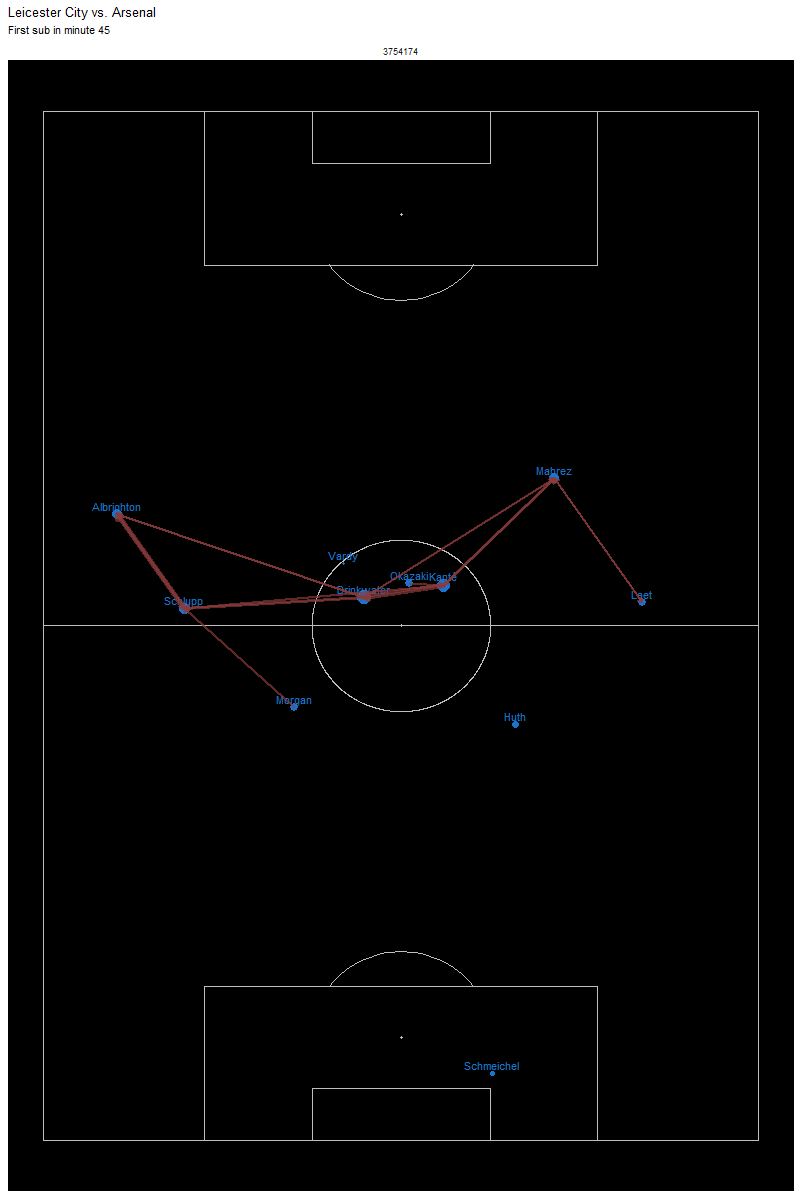 Leicester City vs. Arsenal
First sub in minute 45
3754174
Mahrez
Albrighton
Vardy
Okazaki
Kanté
Drinkwater
Laet
Schlupp
Morgan
Huth
Schmeichel